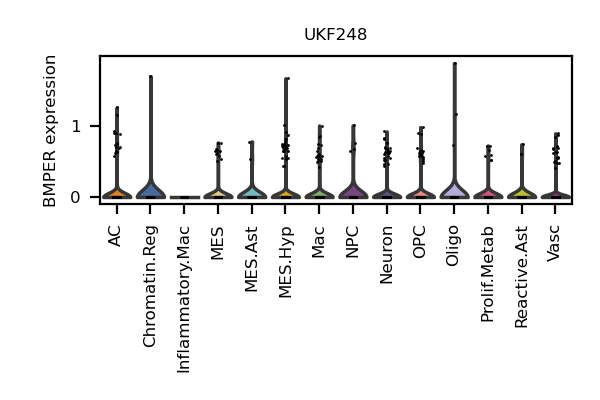 UKF248
BMPER expression
1
0
AC
Chromatin.Reg
Inflammatory.Mac
MES
MES.Ast
MES.Hyp
Mac
NPC
Neuron
OPC
Oligo
Prolif.Metab
Reactive.Ast
Vasc